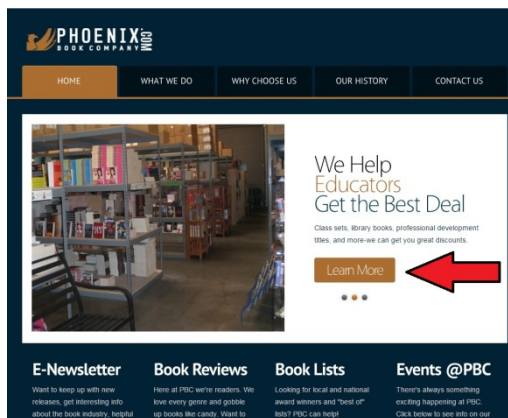 PHOENIX.COM
BOOK COMPANY
HOME WHAT WE DO WHY CHOOSE US OUR HISTORY CONTACT US
We Help
Educators
Get the Best Deal
Class sets, library books, professional development
titles, and more-we can get you great discounts.
Learn More
E-Newsletter Book Reviews Book Lists Events @PBC
Want to keep up with new
releases, get interesting info
about the book industry, helpful
Here at PBC we're readers. We
love every genre and gobble
up books like candy. Want to
Looking for local and national
award winners and "best of"
lists? PBC can help!
There's always something
exciting happening at PBC.
Click below to see info on our